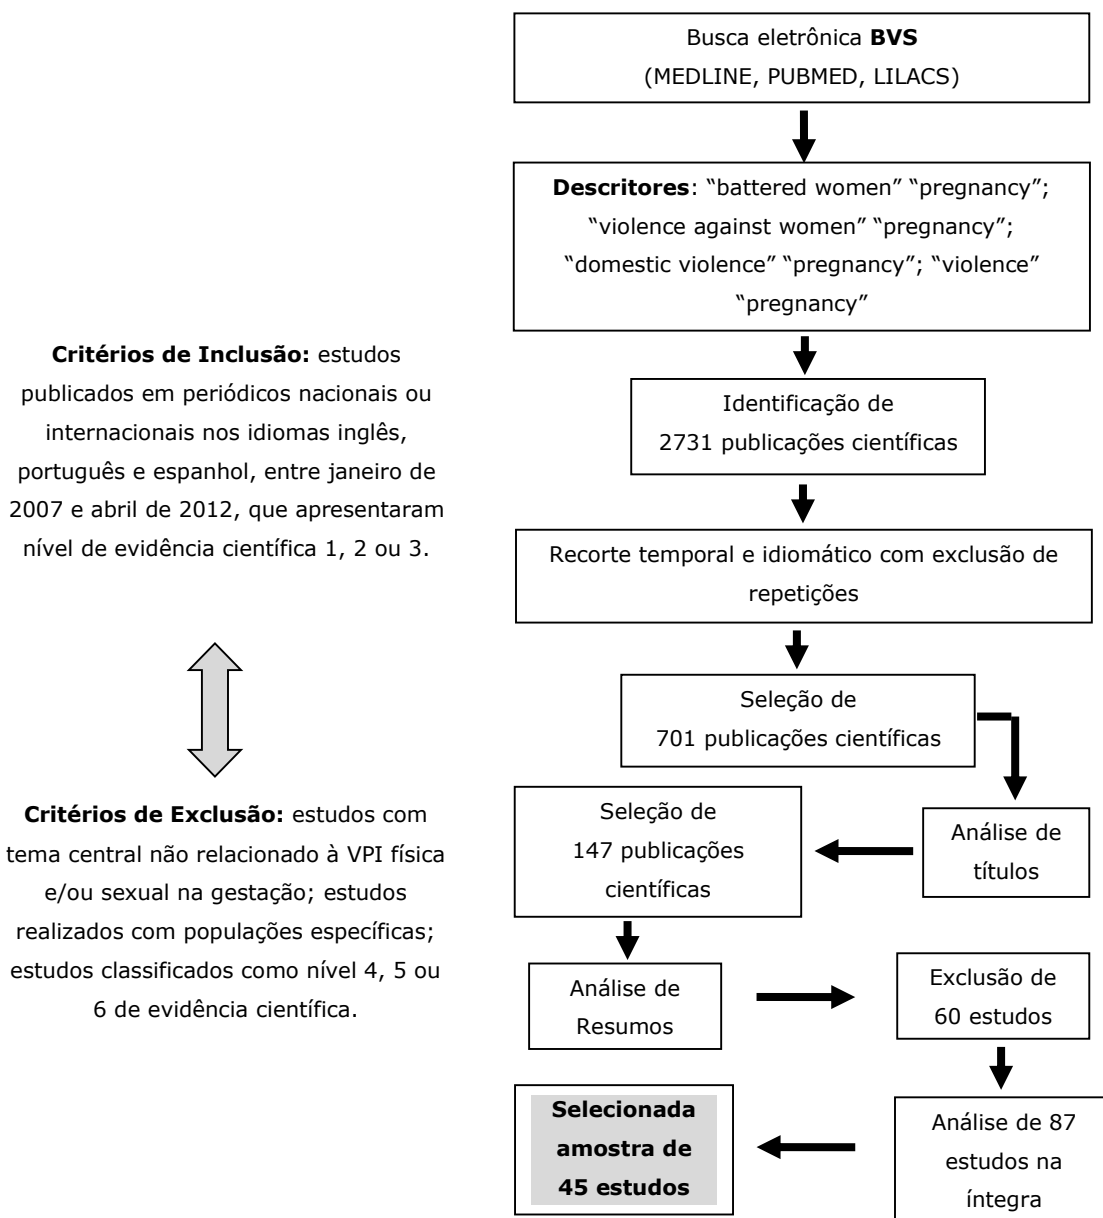 Busca eletrônica BVS
(MEDLINE, PUBMED, LILACS)
Descritores: “battered women” “pregnancy”;
“violence against women” “pregnancy”;
“domestic violence” “pregnancy”; “violence”
“pregnancy”
Identificação de
2731 publicações científicas
Recorte temporal e idiomático com exclusão de
repetições
Seleção de
701 publicações científicas
Análise de
títulos
Seleção de
147 publicações
científicas
Análise de
Resumos
Exclusão de
60 estudos
Análise de 87
estudos na
íntegra
Selecionada
amostra de
45 estudos
Critérios de Inclusão: estudos
publicados em periódicos nacionais ou
internacionais nos idiomas inglês,
português e espanhol, entre janeiro de
2007 e abril de 2012, que apresentaram
nível de evidência científica 1, 2 ou 3.
Critérios de Exclusão: estudos com
tema central não relacionado à VPI física
e/ou sexual na gestação; estudos
realizados com populações específicas;
estudos classificados como nível 4, 5 ou
6 de evidência científica.